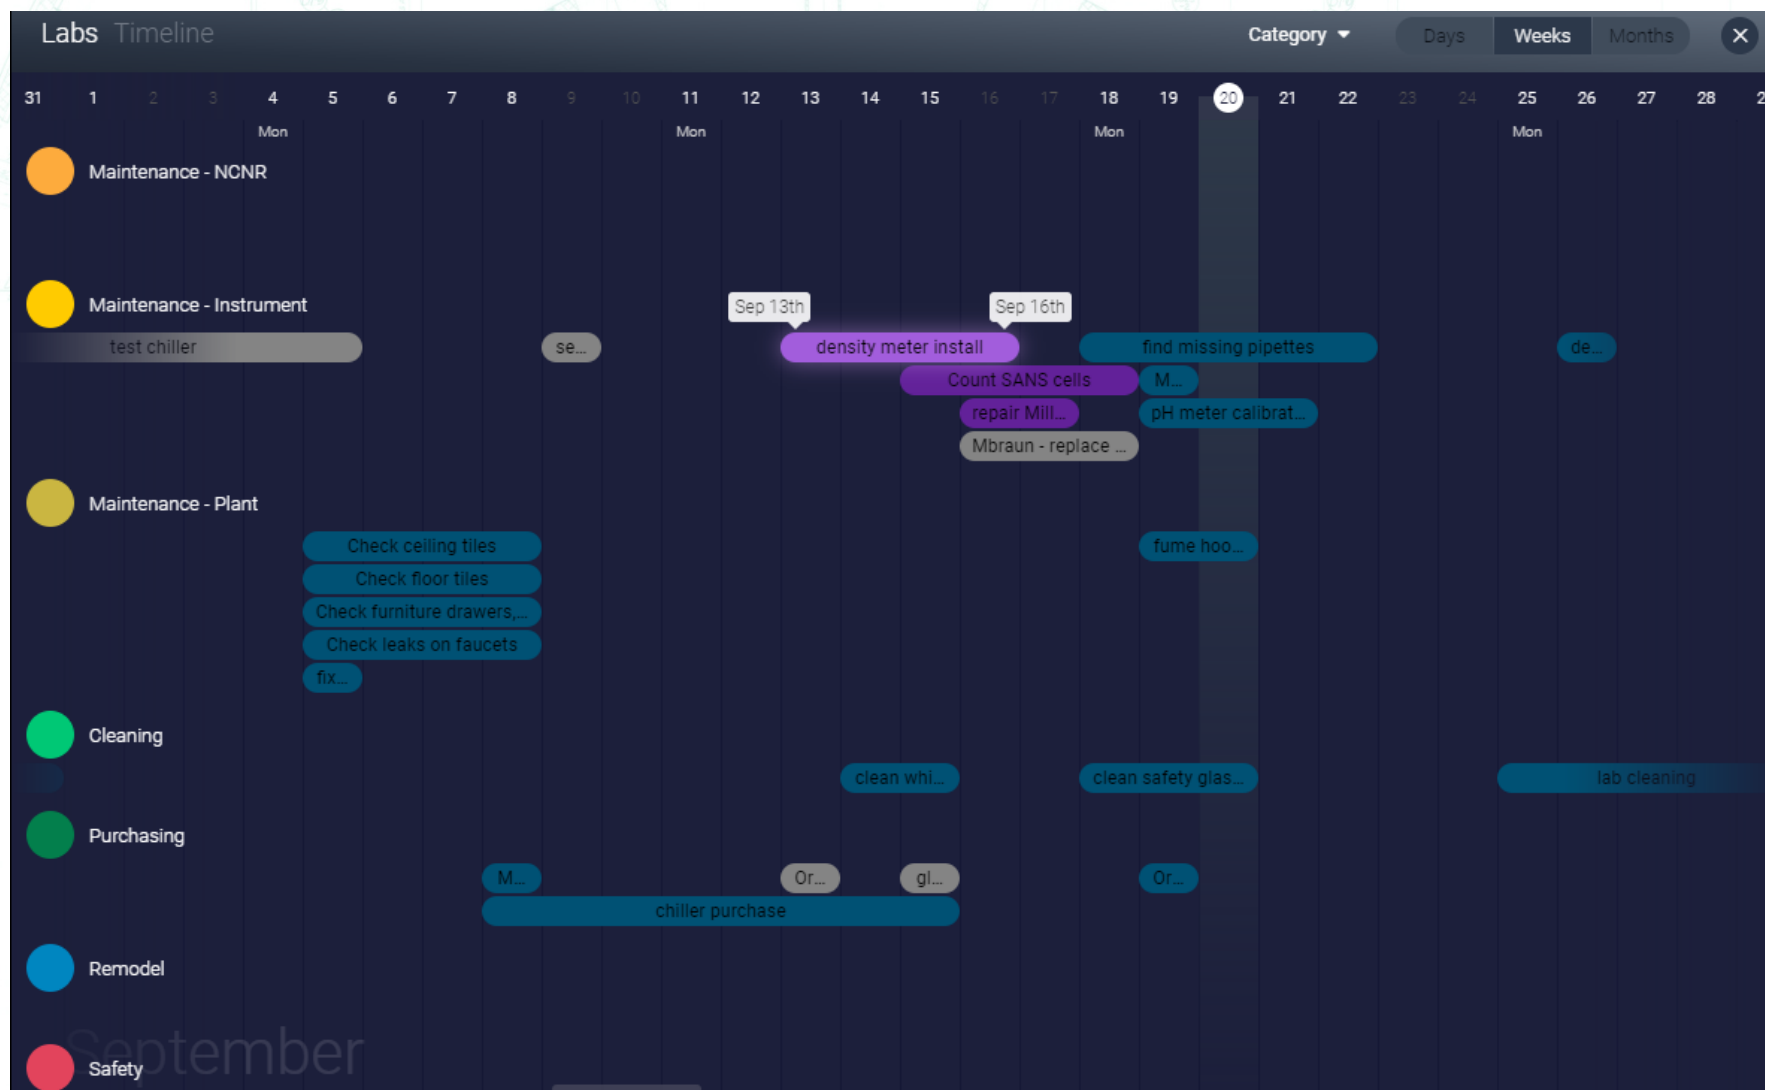 Labs Timeline Category Days Weeks Months
31 1 2 3 4 5 6 7 8 9 10 11 12 13 14 15 16 17 18 19 20 21 22 23 24 25 26 27 28 2
Mon Mon Mon Mon
Maintenance - NCNR
Maintenance - Instrument
Sep 13th Sep 16th
test chiller se... density meter install find missing pipettes de...
Count SANS cells M...
repair Mill... pH meter calibrat...
Mbraun - replace ...
Maintenance - Plant
Check ceiling tiles fume hoo...
Check floor tiles
Check furniture drawers,...
Check leaks on faucets
fix...
Cleaning
clean whi... clean safety glas... lab cleaning
Purchasing
M... Or... gl... Or...
chiller purchase
Remodel
September
Safety